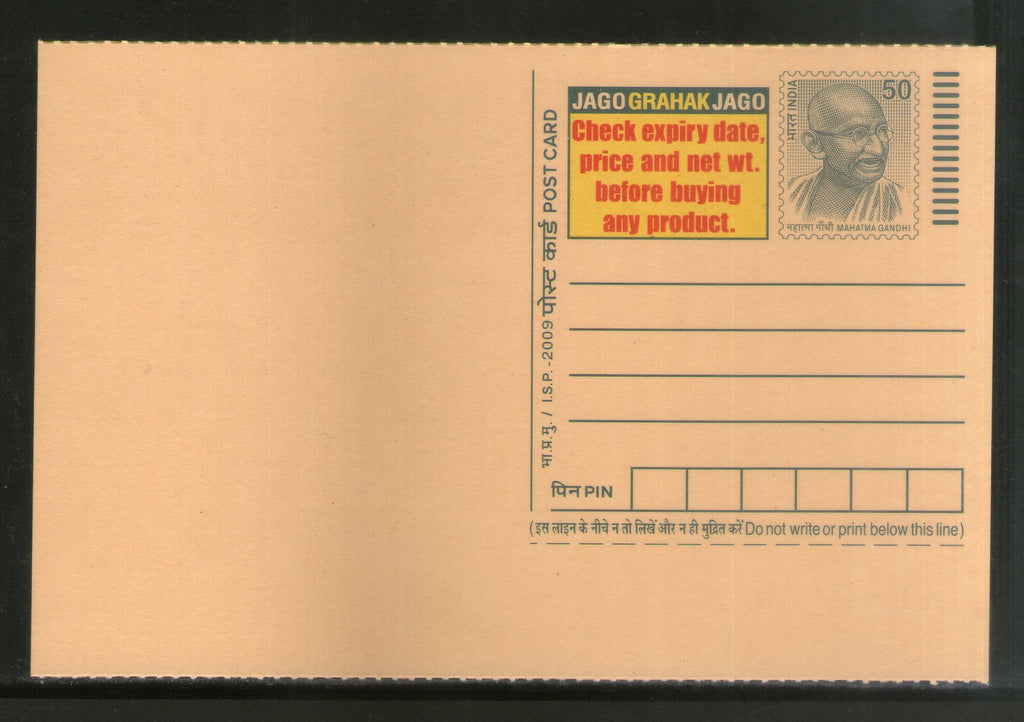 JAGO GRAHAK JAGO
Check expiry date,
price and net wt.
before buying
any product.
भारत INDIA
50
महात्मा गाँधी MAHATMA GANDHI
भा.प्र.मु. / I.S.P. - 2009 पोस्ट कार्ड POST CARD
पिन PIN
(इस लाइन के नीचे न तो लिखें और न ही मुद्रित करें Do not write or print below this line)